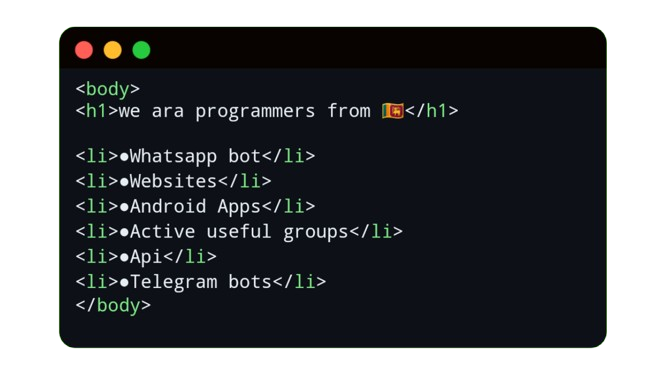 <body>
<h1>we ara programmers from 🇱🇰</h1>
<li>●Whatsapp bot</li>
<li>●Websites</li>
<li>●Android Apps</li>
<li>●Active useful groups</li>
<li>●Api</li>
<li>●Telegram bots</li>
</body>